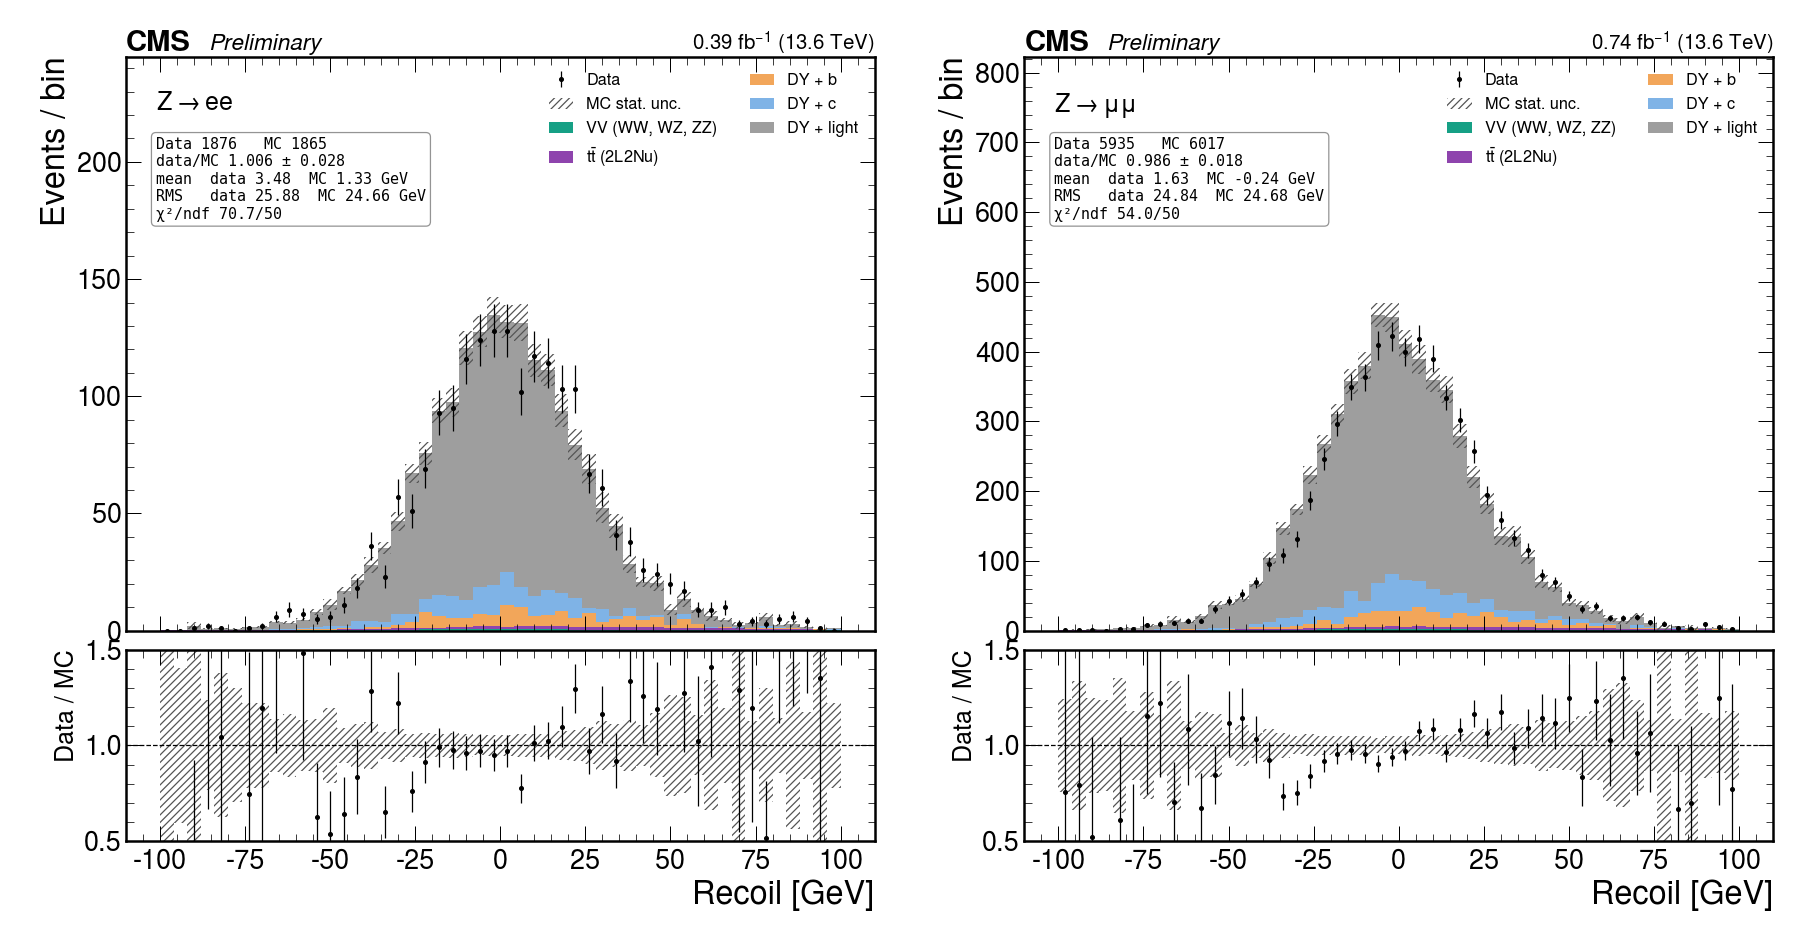 CMS Preliminary 0.39 fb⁻¹ (13.6 TeV)
Events / bin
Z→ee
Data 1876 MC 1865
data/MC 1.006 ± 0.028
mean data 3.48 MC 1.33 GeV
RMS data 25.88 MC 24.66 GeV
χ²/ndf 70.7/50
Data
MC stat. unc.
VV (WW, WZ, ZZ)
tt̄ (2L2Nu)
DY + b
DY + c
DY + light
200
150
100
50
0
Data / MC
1.5
1.0
0.5
-100 -75 -50 -25 0 25 50 75 100
Recoil [GeV]
CMS Preliminary 0.74 fb⁻¹ (13.6 TeV)
Events / bin
Z→μμ
Data 5935 MC 6017
data/MC 0.986 ± 0.018
mean data 1.63 MC -0.24 GeV
RMS data 24.84 MC 24.68 GeV
χ²/ndf 54.0/50
Data
MC stat. unc.
VV (WW, WZ, ZZ)
tt̄ (2L2Nu)
DY + b
DY + c
DY + light
800
700
600
500
400
300
200
100
0
Data / MC
1.5
1.0
0.5
-100 -75 -50 -25 0 25 50 75 100
Recoil [GeV]